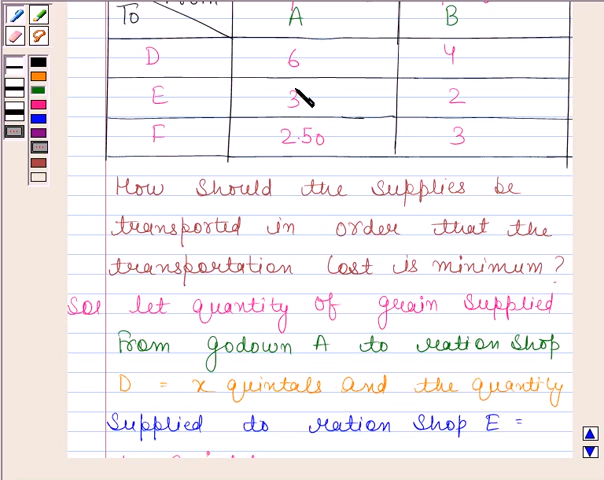 To A B
D 6 4
E 3 2
F 2.50 3
How should the supplies be
transported in order that the
transportation cost is minimum?
Sol let quantity of grain supplied
From godown A to ration shop
D = x quintals and the quantity
supplied to ration shop E =